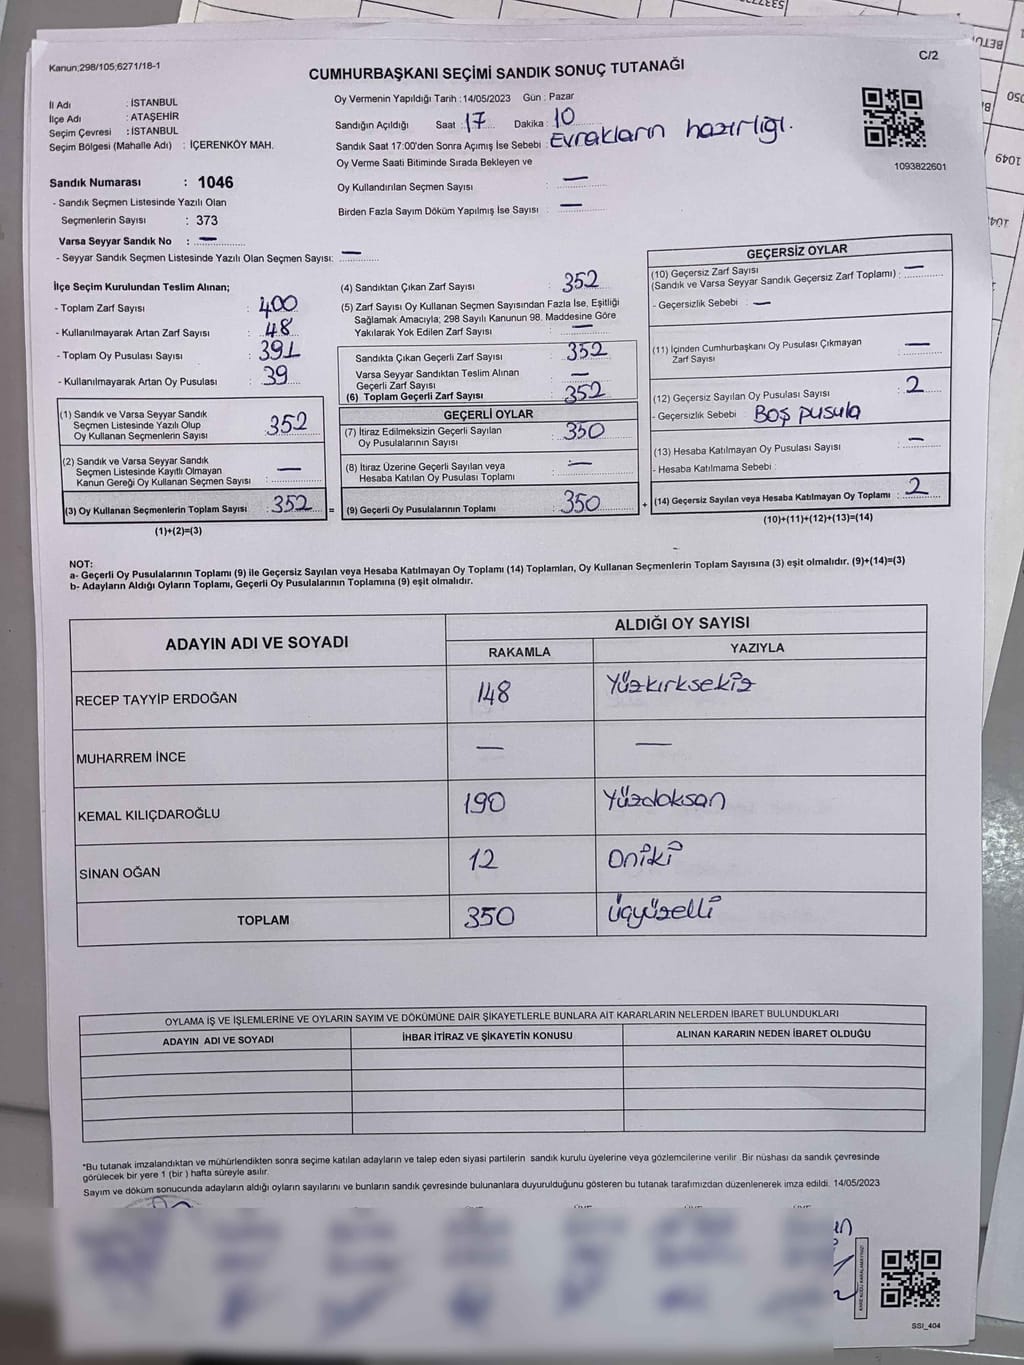 Kanun;298/105;6271/18-1
C/2
CUMHURBAŞKANI SEÇİMİ SANDIK SONUÇ TUTANAĞI
İl Adı : İSTANBUL
İlçe Adı : ATAŞEHİR
Seçim Çevresi : İSTANBUL
Seçim Bölgesi (Mahalle Adı) : İÇERENKÖY MAH.
Sandık Numarası : 1046
- Sandık Seçmen Listesinde Yazılı Olan
Seçmenlerin Sayısı : 373
Varsa Seyyar Sandık No : —
- Seyyar Sandık Seçmen Listesinde Yazılı Olan Seçmen Sayısı: —
Oy Vermenin Yapıldığı Tarih : 14/05/2023 Gün : Pazar
Sandığın Açıldığı Saat : 17 Dakika : 10
Sandık Saat 17:00'den Sonra Açımış İse Sebebi : Evrakların hazırlığı.
Oy Verme Saati Bitiminde Sırada Bekleyen ve
Oy Kullandırılan Seçmen Sayısı : —
Birden Fazla Sayım Döküm Yapılmış İse Sayısı : —
1093822601
İlçe Seçim Kurulundan Teslim Alınan;
- Toplam Zarf Sayısı : 400
- Kullanılmayarak Artan Zarf Sayısı : 48
- Toplam Oy Pusulası Sayısı : 391
- Kullanılmayarak Artan Oy Pusulası : 39
(1) Sandık ve Varsa Seyyar Sandık
Seçmen Listesinde Yazılı Olup
Oy Kullanan Seçmenlerin Sayısı : 352
(2) Sandık ve Varsa Seyyar Sandık
Seçmen Listesinde Kayıtlı Olmayan
Kanun Gereği Oy Kullanan Seçmen Sayısı : —
(3) Oy Kullanan Seçmenlerin Toplam Sayısı : 352 =
(1)+(2)=(3)
(4) Sandıktan Çıkan Zarf Sayısı : 352
(5) Zarf Sayısı Oy Kullanan Seçmen Sayısından Fazla İse, Eşitliği
Sağlamak Amacıyla; 298 Sayılı Kanunun 98. Maddesine Göre
Yakılarak Yok Edilen Zarf Sayısı : —
Sandıkta Çıkan Geçerli Zarf Sayısı : 352
Varsa Seyyar Sandıktan Teslim Alınan
Geçerli Zarf Sayısı : —
(6) Toplam Geçerli Zarf Sayısı : 352
GEÇERLİ OYLAR
(7) İtiraz Edilmeksizin Geçerli Sayılan
Oy Pusulalarının Sayısı : 350
(8) İtiraz Üzerine Geçerli Sayılan veya
Hesaba Katılan Oy Pusulası Toplamı : —
(9) Geçerli Oy Pusulalarının Toplamı : 350 +
GEÇERSİZ OYLAR
(10) Geçersiz Zarf Sayısı
(Sandık ve Varsa Seyyar Sandık Geçersiz Zarf Toplamı) : —
- Geçersizlik Sebebi : —
(11) İçinden Cumhurbaşkanı Oy Pusulası Çıkmayan
Zarf Sayısı : —
(12) Geçersiz Sayılan Oy Pusulası Sayısı : 2
- Geçersizlik Sebebi : Boş pusula
(13) Hesaba Katılmayan Oy Pusulası Sayısı : —
- Hesaba Katılmama Sebebi :
(14) Geçersiz Sayılan veya Hesaba Katılmayan Oy Toplamı : 2
(10)+(11)+(12)+(13)=(14)
NOT:
a- Geçerli Oy Pusulalarının Toplamı (9) ile Geçersiz Sayılan veya Hesaba Katılmayan Oy Toplamı (14) Toplamları, Oy Kullanan Seçmenlerin Toplam Sayısına (3) eşit olmalıdır. (9)+(14)=(3)
b- Adayların Aldığı Oyların Toplamı, Geçerli Oy Pusulalarının Toplamına (9) eşit olmalıdır.
ADAYIN ADI VE SOYADI
ALDIĞI OY SAYISI
RAKAMLA YAZIYLA
RECEP TAYYİP ERDOĞAN 148 Yüzkırksekiz
MUHARREM İNCE — —
KEMAL KILIÇDAROĞLU 190 Yüzdoksan
SİNAN OĞAN 12 Oniki
TOPLAM 350 üçyüzelli
OYLAMA İŞ VE İŞLEMLERİNE VE OYLARIN SAYIM VE DÖKÜMÜNE DAİR ŞİKAYETLERLE BUNLARA AİT KARARLARIN NELERDEN İBARET BULUNDUKLARI
ADAYIN ADI VE SOYADI İHBAR İTİRAZ VE ŞİKAYETİN KONUSU ALINAN KARARIN NEDEN İBARET OLDUĞU
*Bu tutanak imzalandıktan ve mühürlendikten sonra seçime katılan adayların ve talep eden siyasi partilerin sandık kurulu üyelerine veya gözlemcilerine verilir .Bir nüshası da sandık çevresinde
görülecek bir yere 1 (bir ) hafta süreyle asılır.
Sayım ve döküm sonucunda adayların aldığı oyların sayılarını ve bunların sandık çevresinde bulunanlara duyurulduğunu gösteren bu tutanak tarafımızdan düzenlenerek imza edildi. 14/05/2023
SSI_404
1049